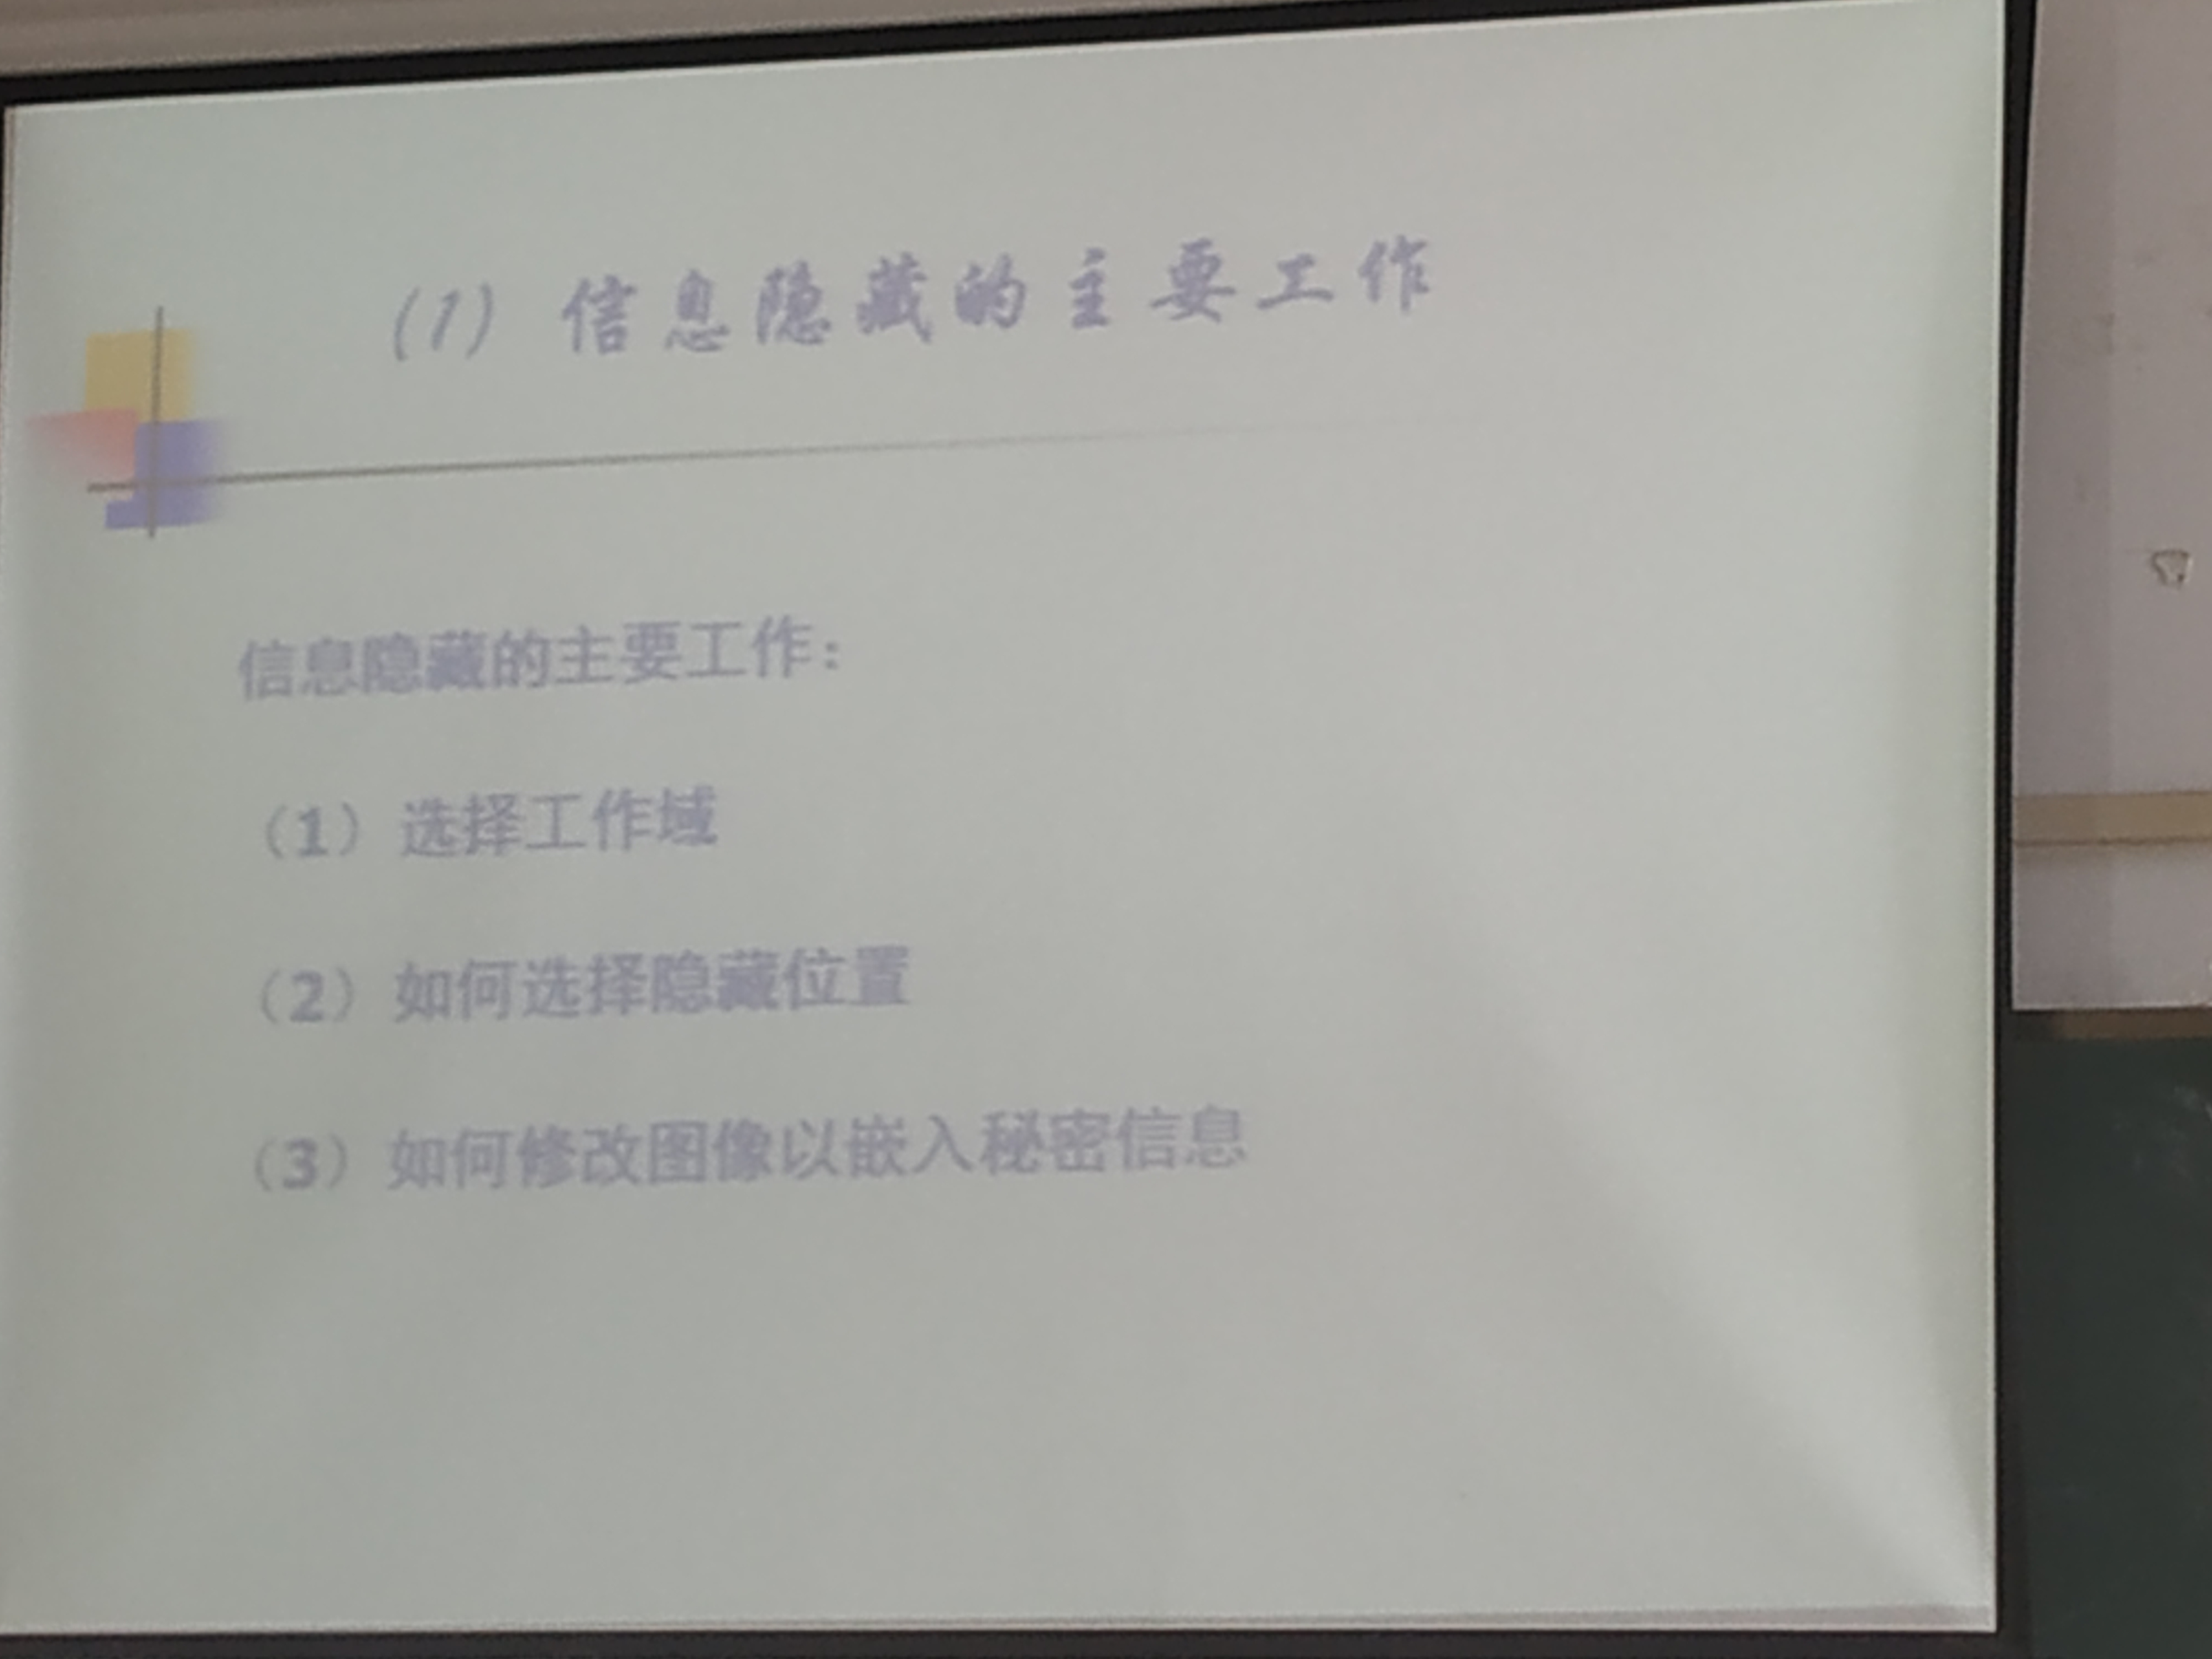 （1）信息隐藏的主要工作
信息隐藏的主要工作：
（1）选择工作域
（2）如何选择隐藏位置
（3）如何修改图像以嵌入秘密信息